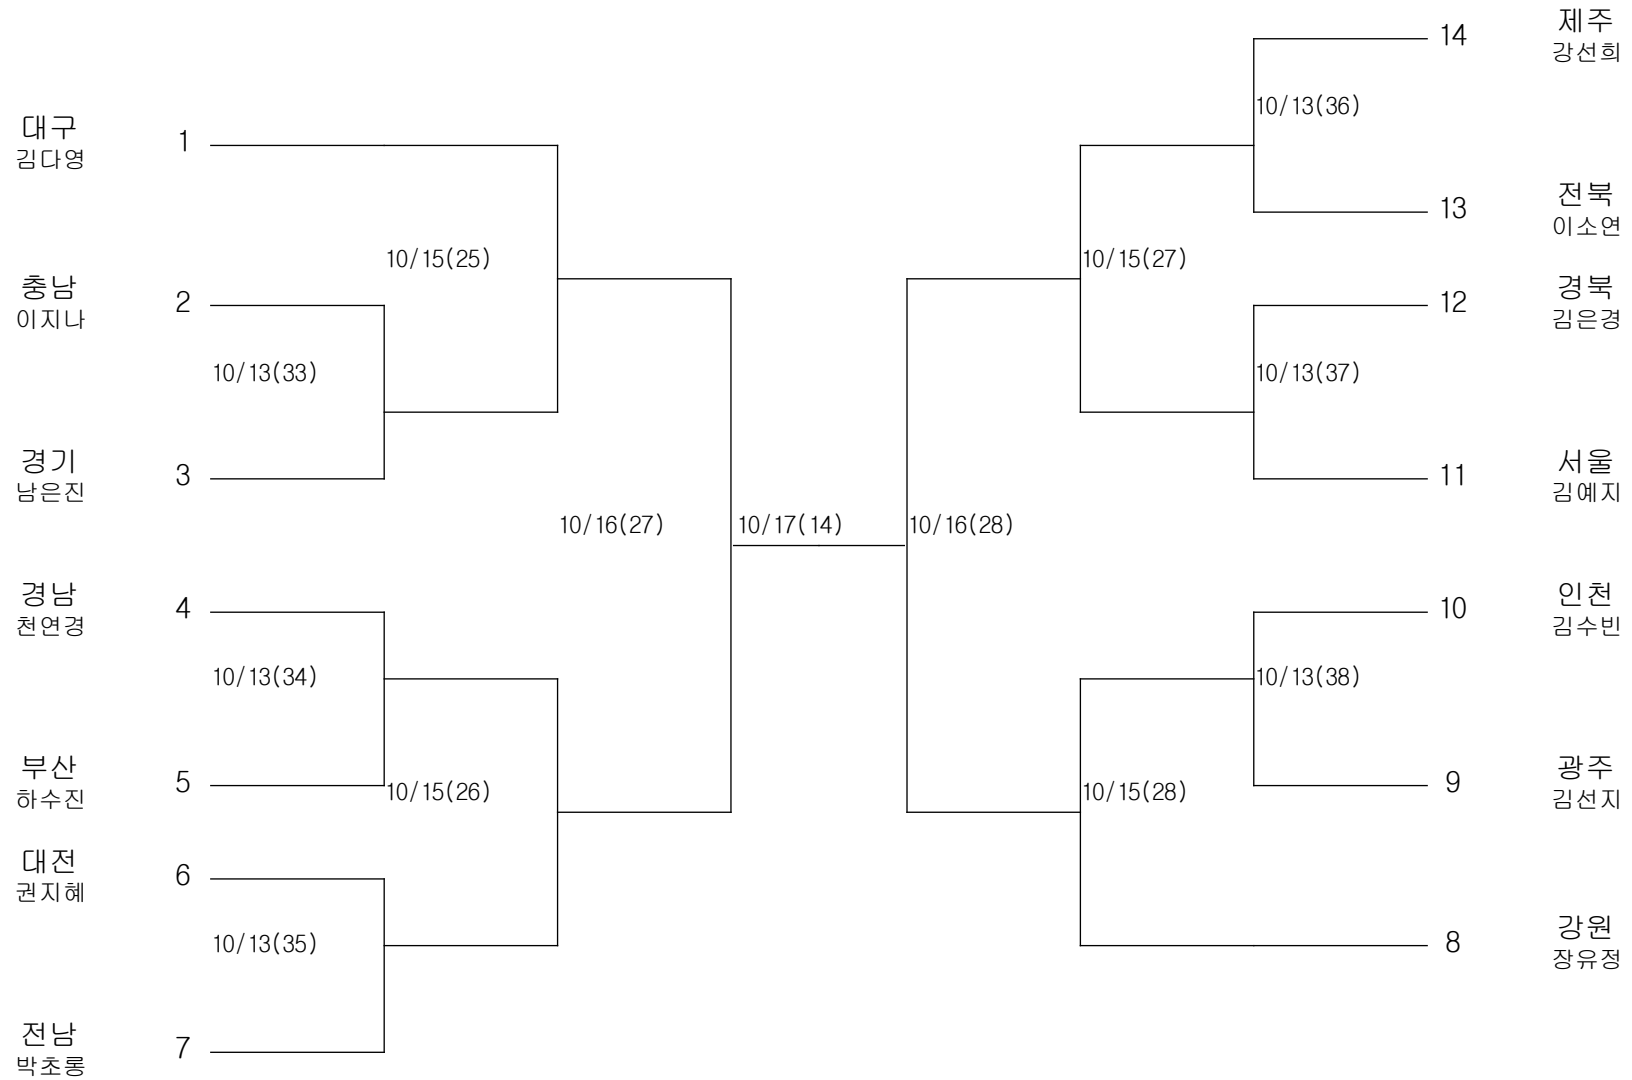 대구
김다영
1
충남
이지나
2
10/13(33)
경기
남은진
3
10/15(25)
경남
천연경
4
10/13(34)
부산
하수진
5
10/15(26)
대전
권지혜
6
10/13(35)
전남
박초롱
7
10/16(27)
10/17(14)
10/16(28)
14
제주
강선희
10/13(36)
13
전북
이소연
10/15(27)
12
경북
김은경
10/13(37)
11
서울
김예지
10
인천
김수빈
10/13(38)
9
광주
김선지
10/15(28)
8
강원
장유정